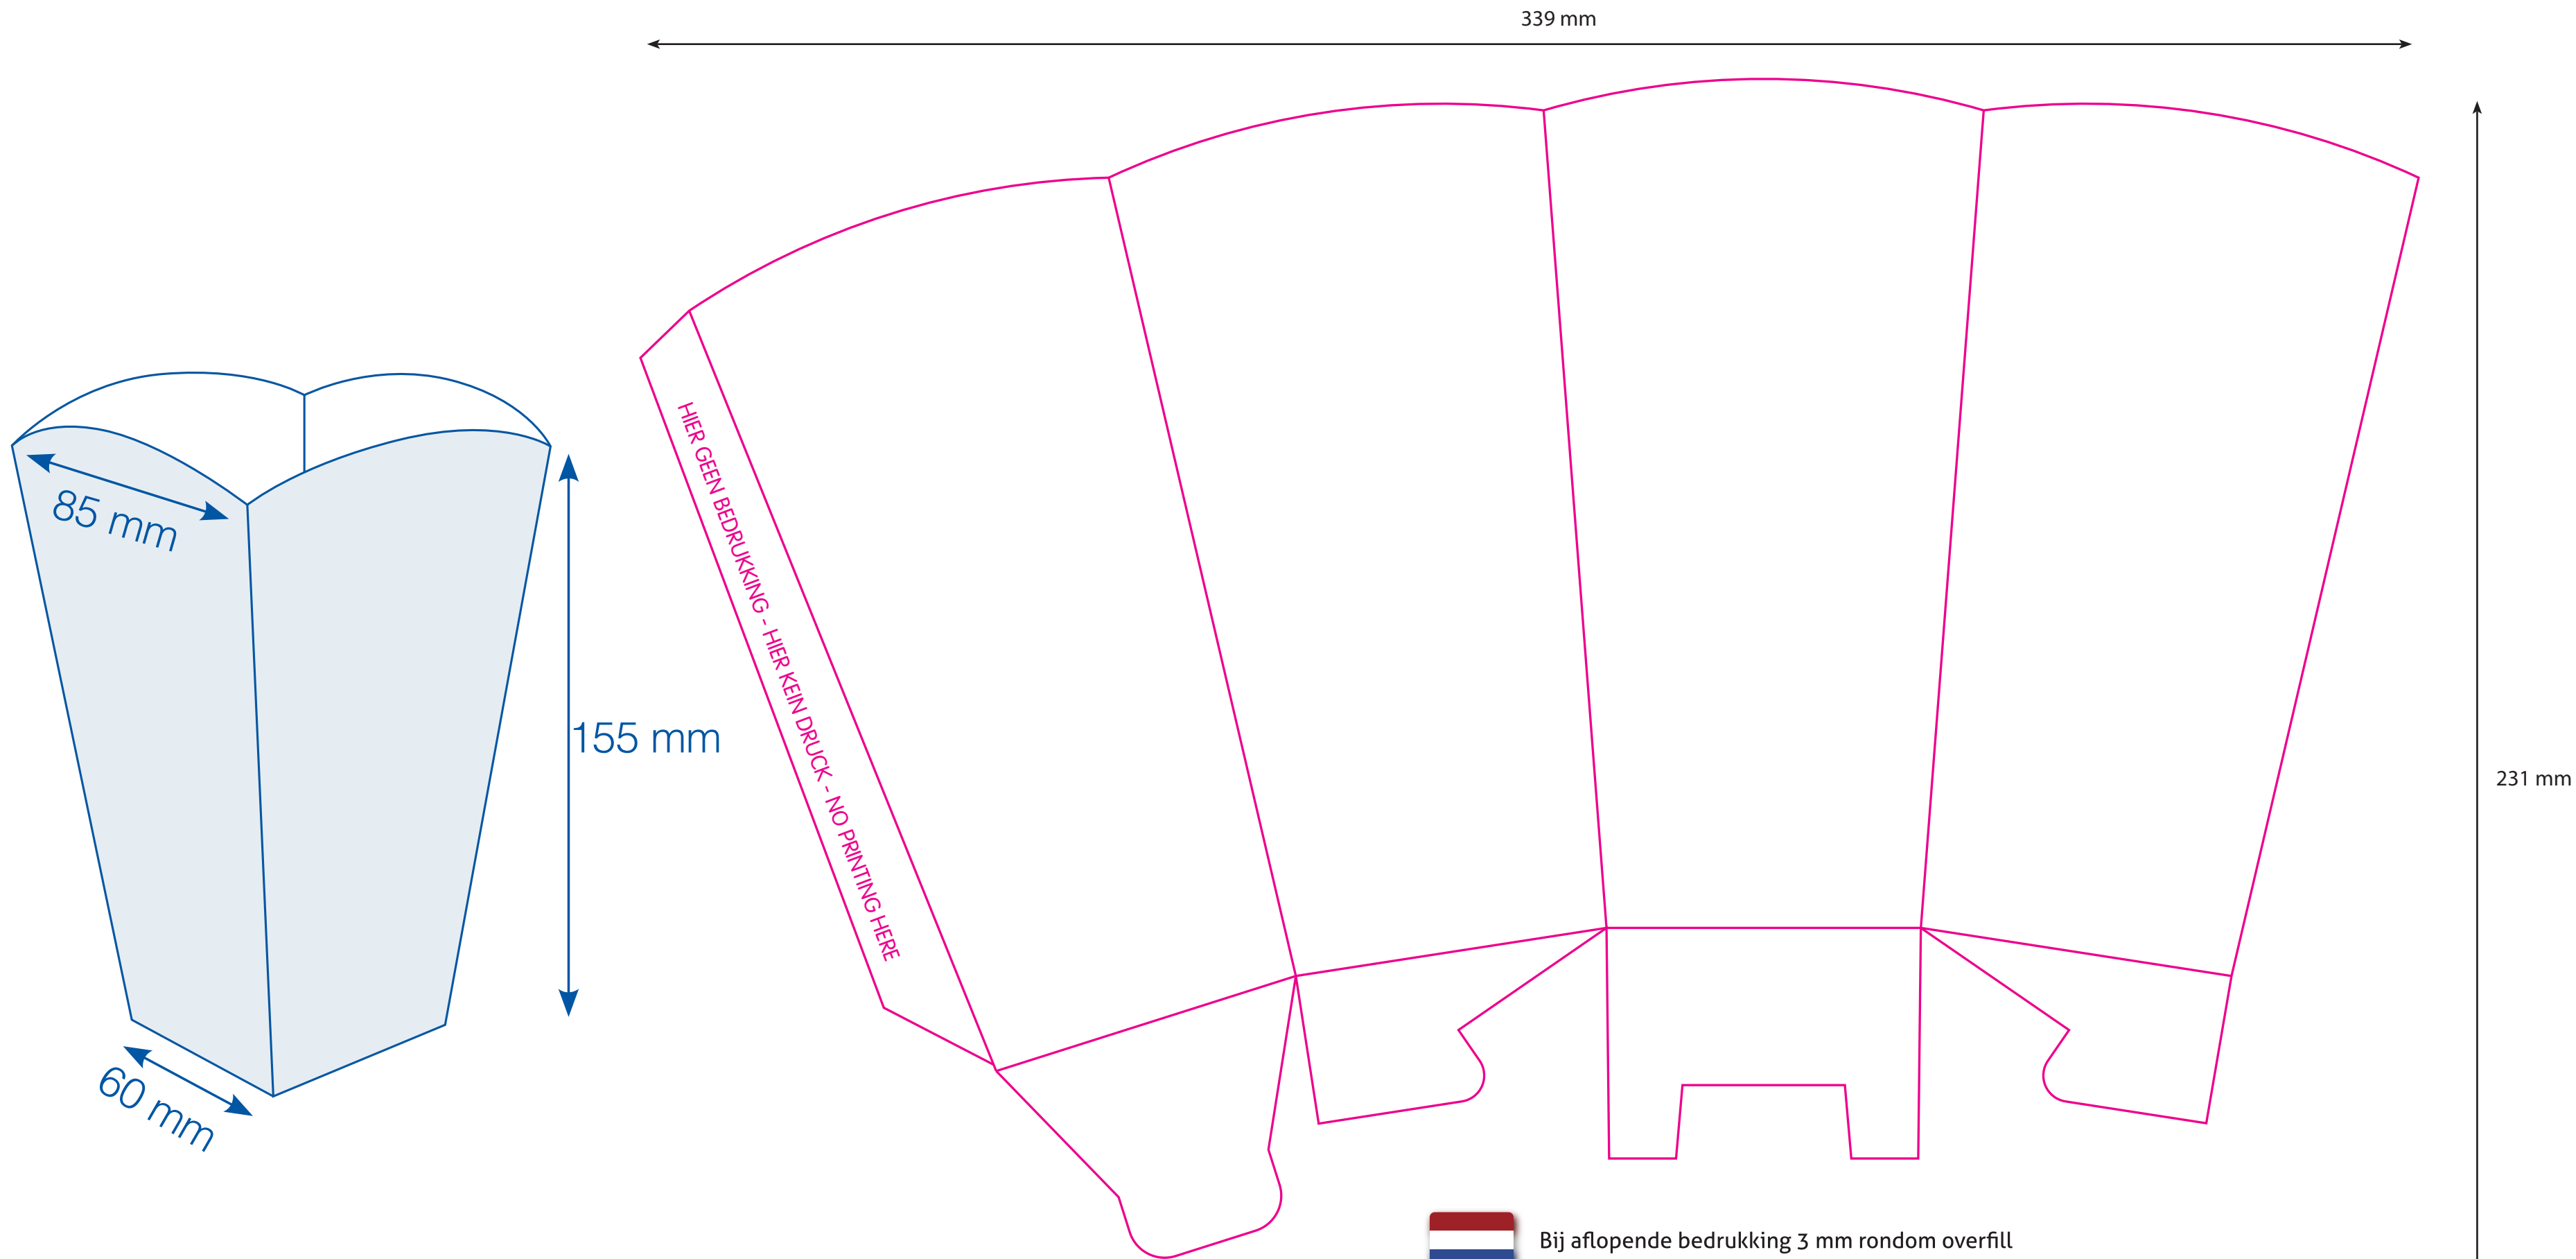 339 mm
85 mm
155 mm
60 mm
HIER GEEN BEDRUKKING - HIER KEIN DRUCK - NO PRINTING HERE
231 mm
Bij aflopende bedrukking 3 mm rondom overfill